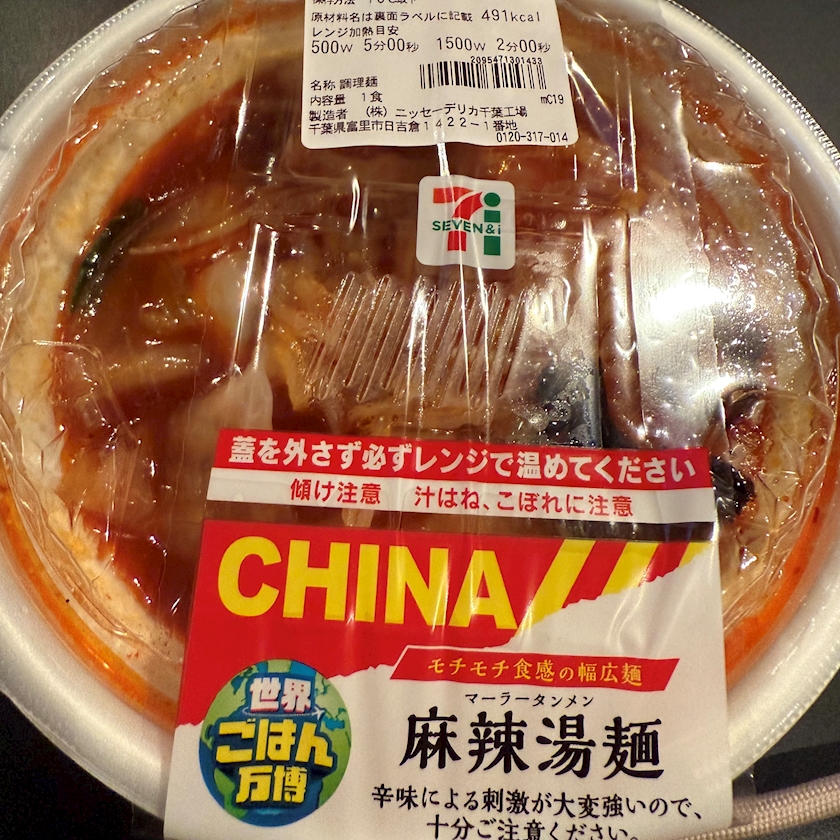 原材料名は裏面ラベルに記載 491kcal
レンジ加熱目安
500W 5分00秒 1500W 2分00秒
2095471301433
名称 調理麺
内容量 1食
mC19
製造者 (株)ニッセーデリカ千葉工場
千葉県富里市日吉倉1422-1番地
0120-317-014
SEVEN&i
蓋を外さず必ずレンジで温めてください
傾け注意 汁はね、こぼれに注意
CHINA
モチモチ食感の幅広麺
世界
ごはん
万博
マーラータンメン
麻辣湯麺
辛味による刺激が大変強いので、
十分ご注意ください。